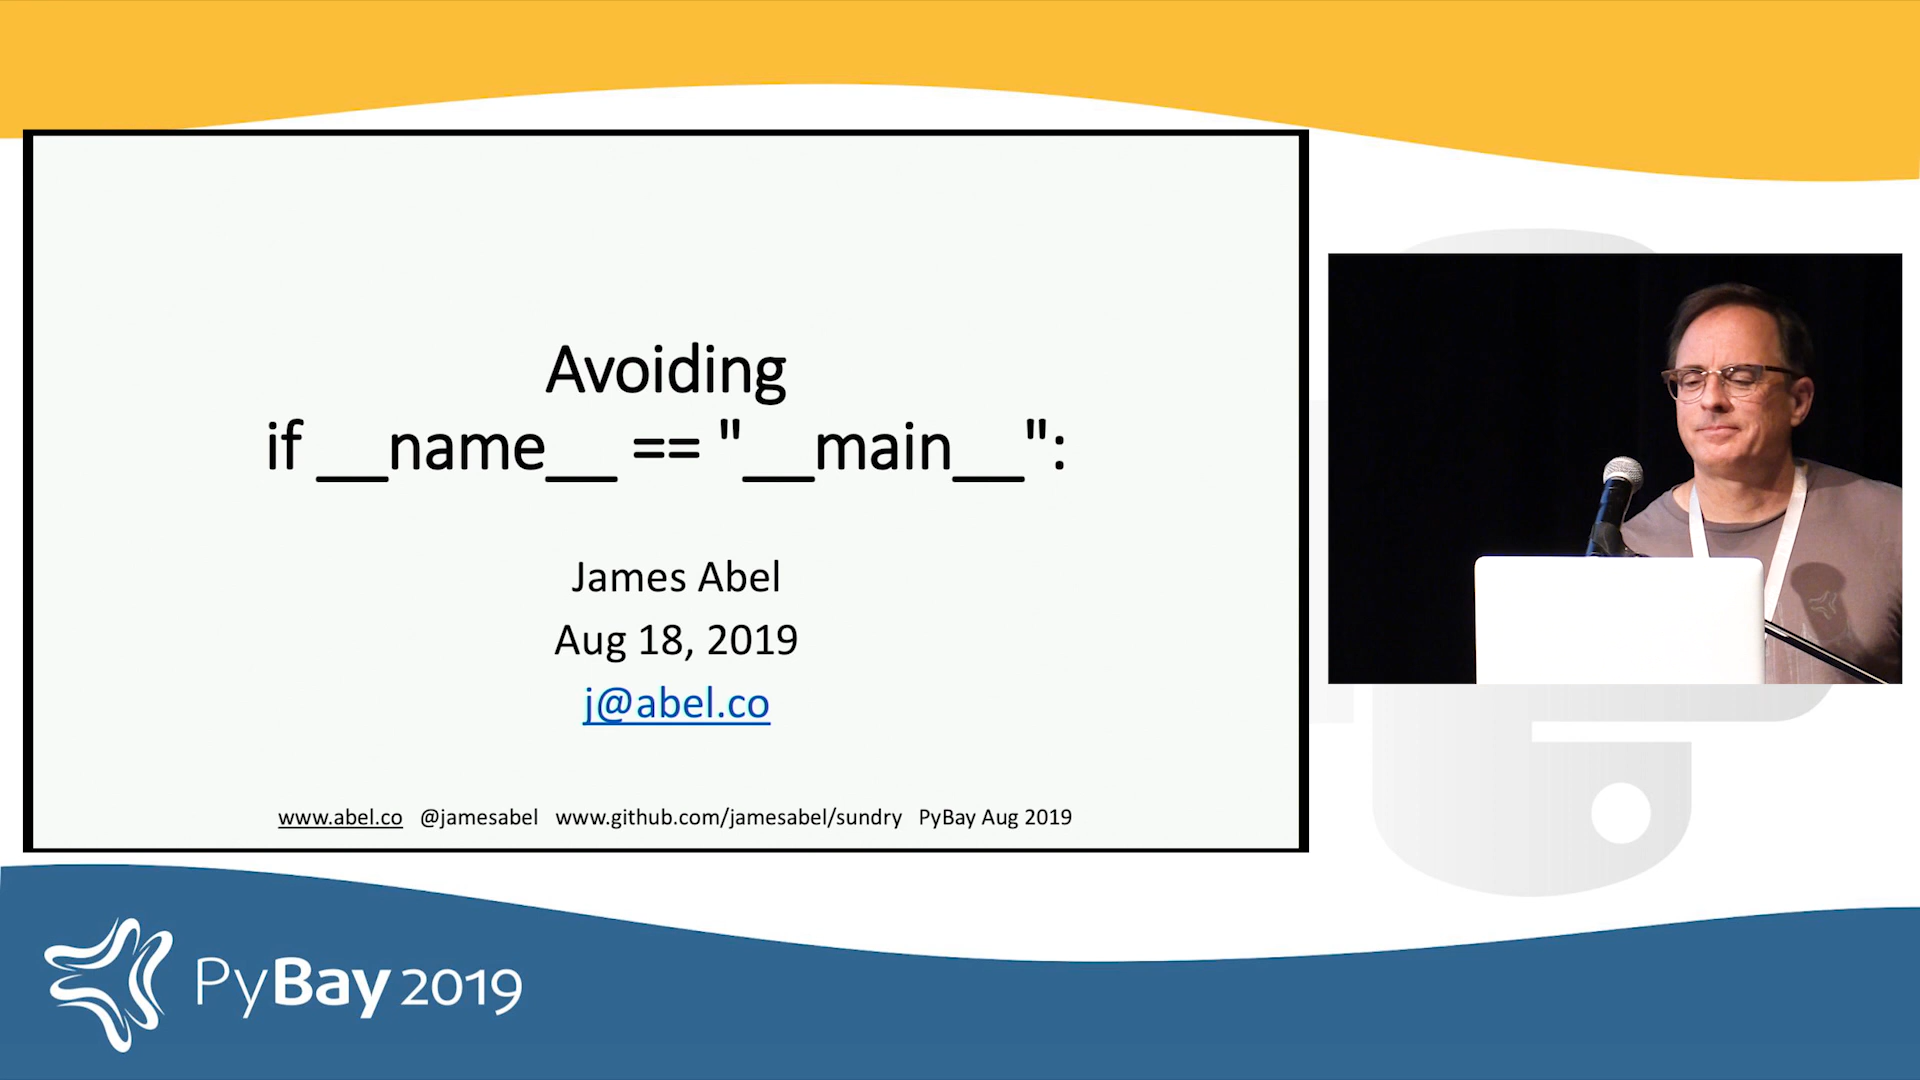 Avoiding
if __name__ == "__main__":
James Abel
Aug 18, 2019
j@abel.co
www.abel.co @jamesabel www.github.com/jamesabel/sundry PyBay Aug 2019
PyBay 2019